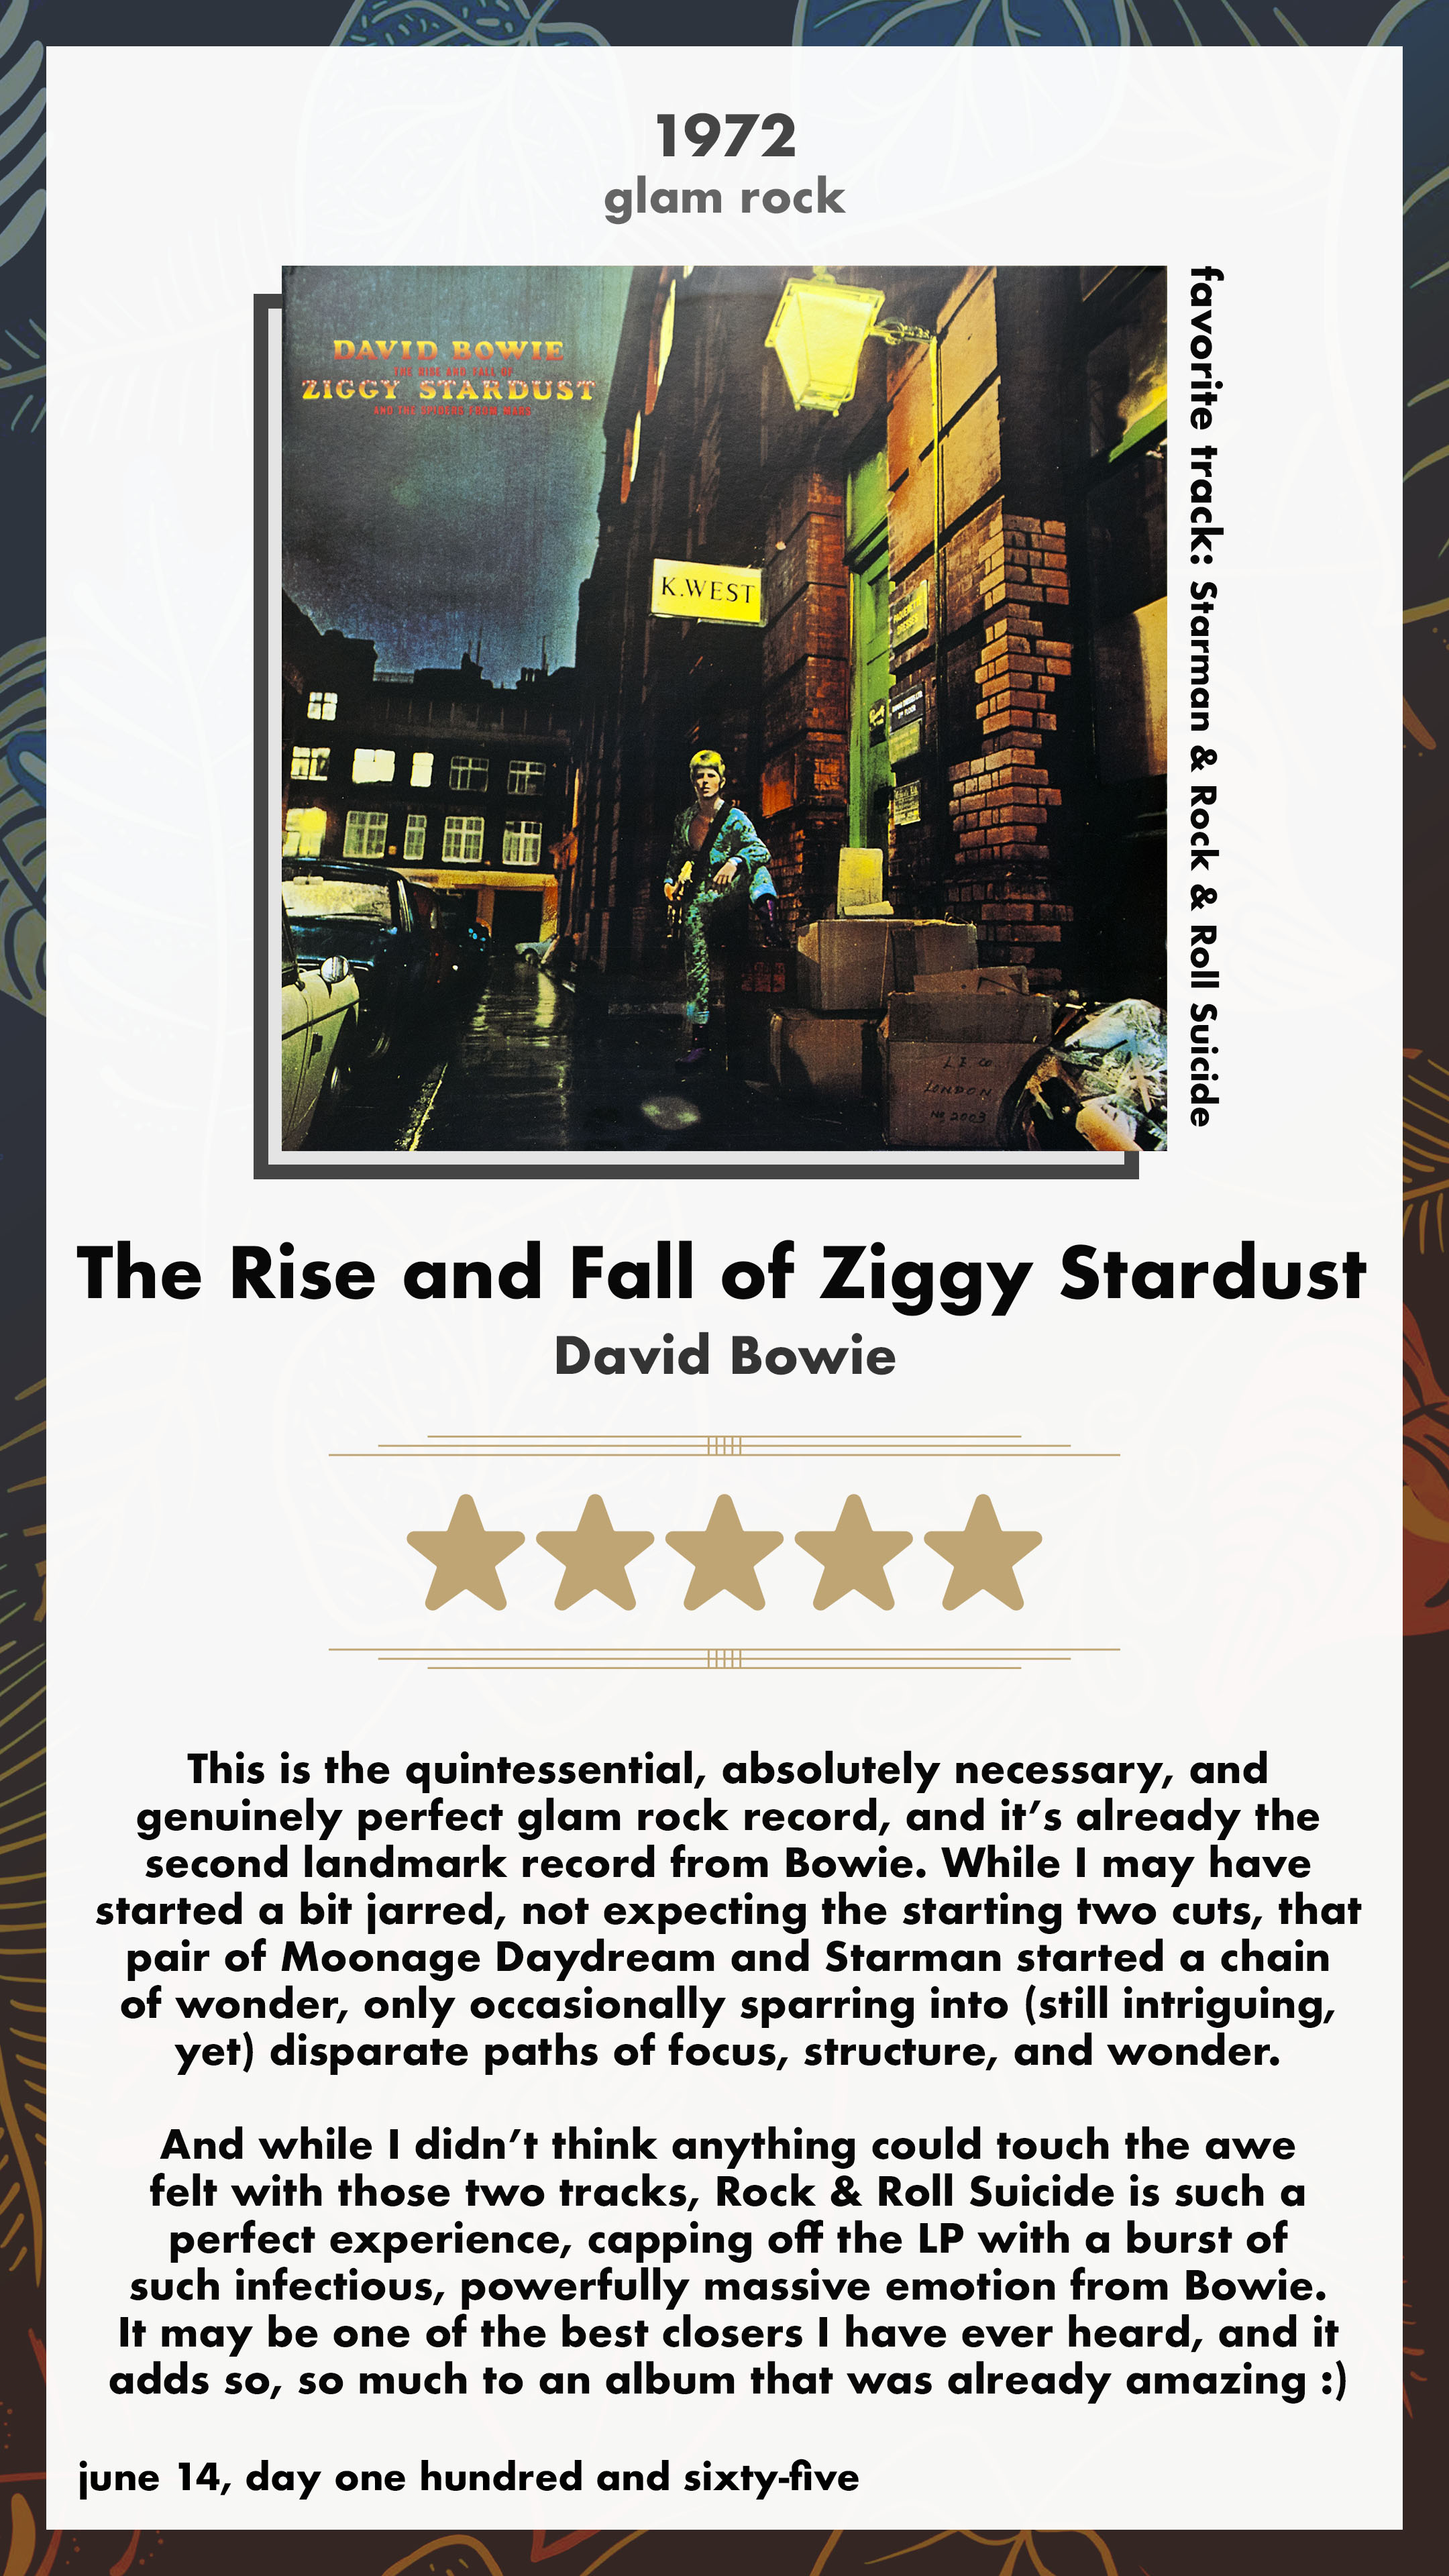 1972
glam rock
DAVID BOWIE
THE RISE AND FALL OF
ZIGGY STARDUST
AND THE SPIDERS FROM MARS
K.WEST
LONDON
No, 2003
favorite track: Starman & Rock & Roll Suicide
The Rise and Fall of Ziggy Stardust
David Bowie
This is the quintessential, absolutely necessary, and
genuinely perfect glam rock record, and it’s already the
second landmark record from Bowie. While I may have
started a bit jarred, not expecting the starting two cuts, that
pair of Moonage Daydream and Starman started a chain
of wonder, only occasionally sparring into (still intriguing,
yet) disparate paths of focus, structure, and wonder.
And while I didn’t think anything could touch the awe
felt with those two tracks, Rock & Roll Suicide is such a
perfect experience, capping off the LP with a burst of
such infectious, powerfully massive emotion from Bowie.
It may be one of the best closers I have ever heard, and it
adds so, so much to an album that was already amazing :)
june 14, day one hundred and sixty-five